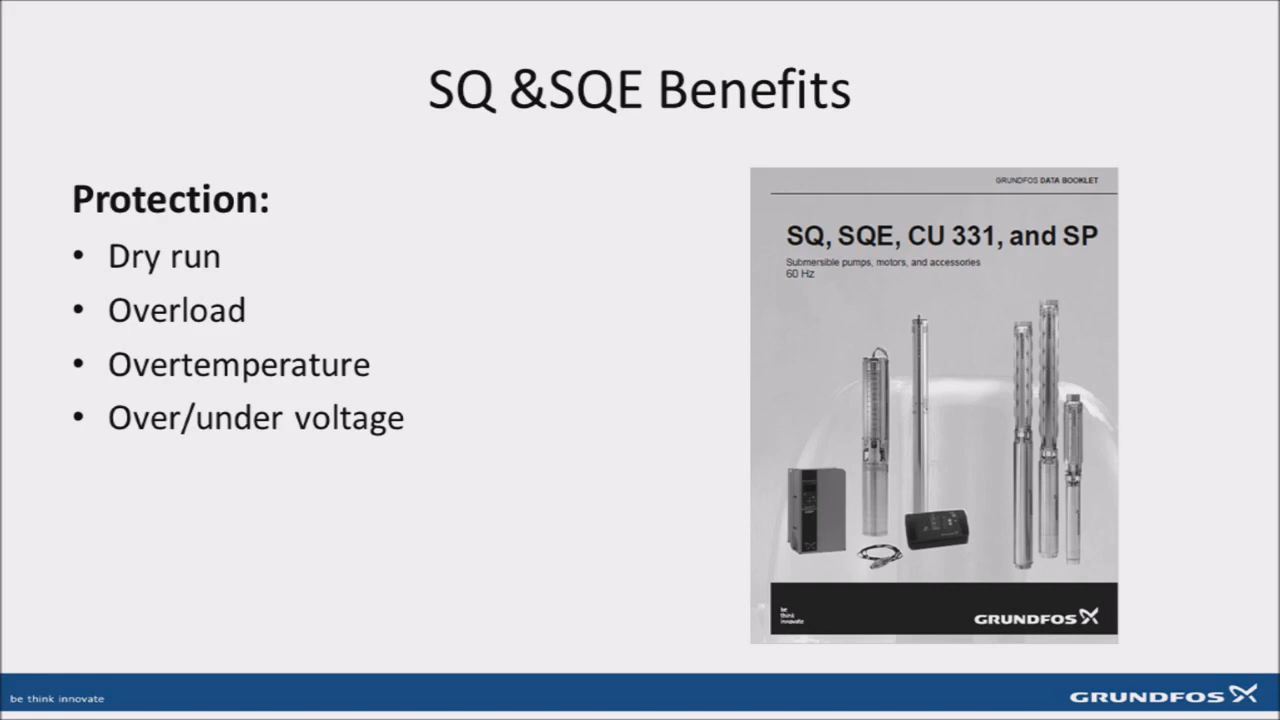 SQ &SQE Benefits
Protection:
• Dry run
• Overload
• Overtemperature
• Over/under voltage
GRUNDFOS DATA BOOKLET
SQ, SQE, CU 331, and SP
Submersible pumps, motors, and accessories
60 Hz
be
think
innovate
GRUNDFOS
be think innovate
GRUNDFOS